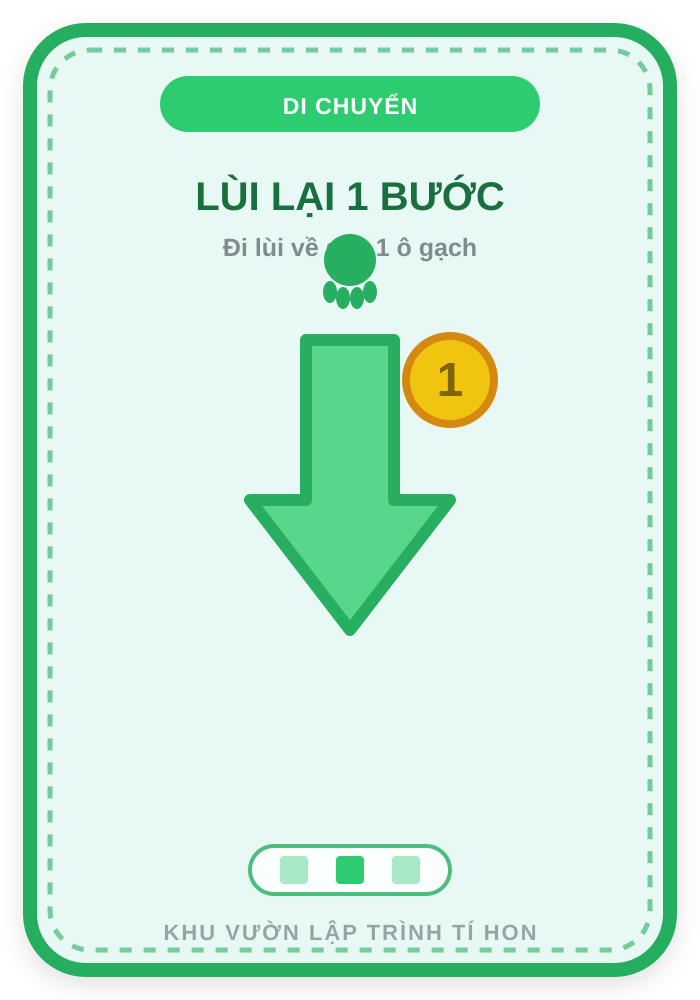 DI CHUYỂN
LÙI LẠI 1 BƯỚC
Đi lùi về 1 ô gạch
1
KHU VƯỜN LẬP TRÌNH TÍ HON